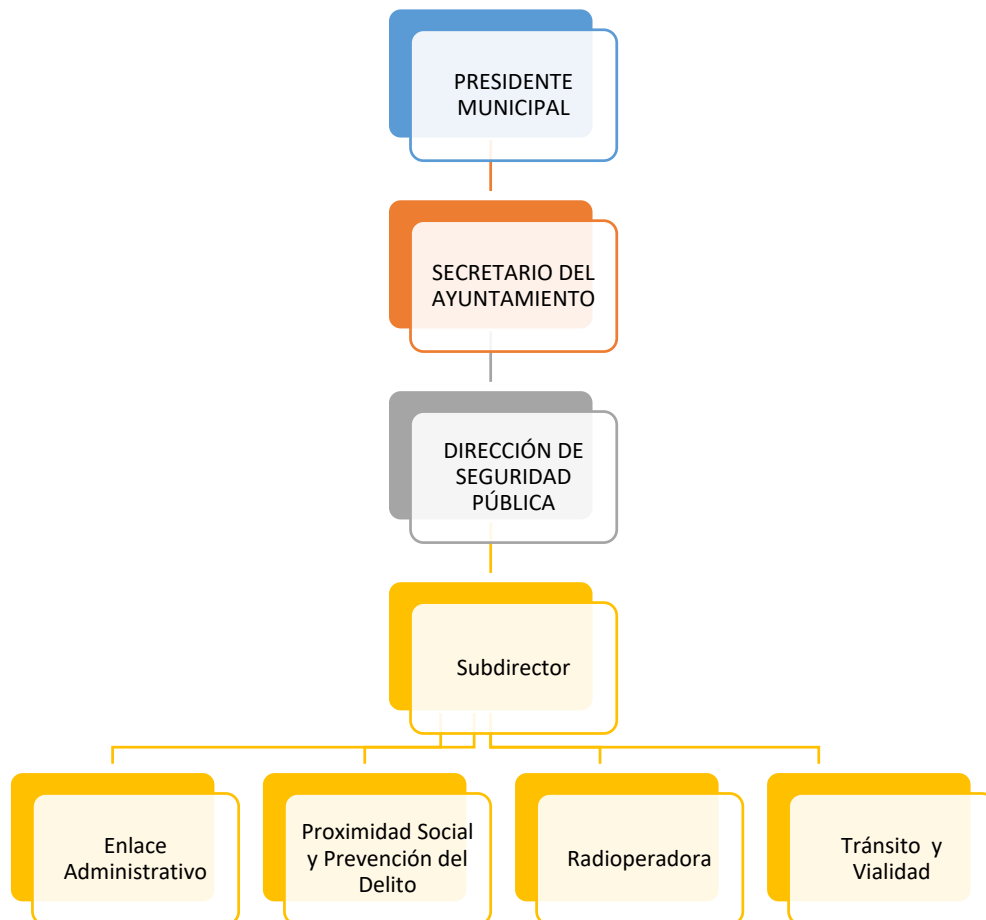 PRESIDENTE
MUNICIPAL
SECRETARIO DEL
AYUNTAMIENTO
DIRECCIÓN DE
SEGURIDAD
PÚBLICA
Subdirector
Enlace
Administrativo
Proximidad Social
y Prevención del
Delito
Radioperadora
Tránsito y
Vialidad